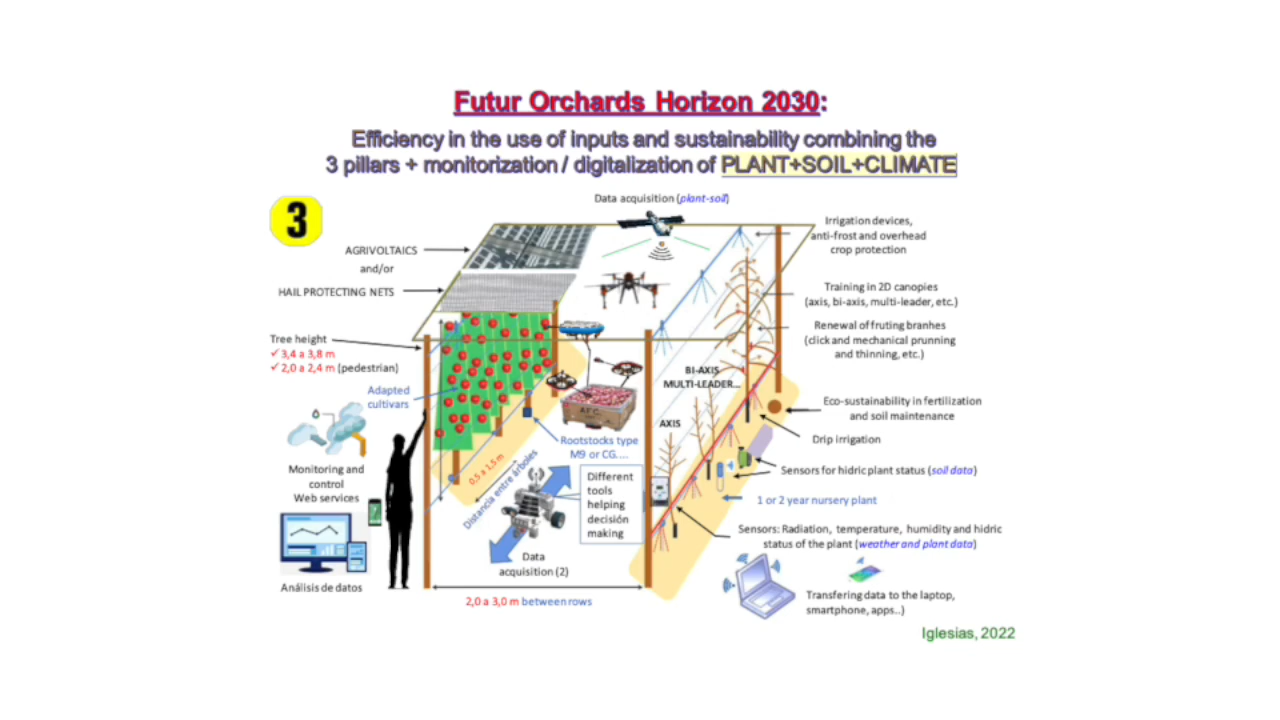 Futur Orchards Horizon 2030:
Efficiency in the use of inputs and sustainability combining the
3 pillars + monitorization / digitalization of PLANT+SOIL+CLIMATE
3
Data acquisition (plant-soil)
AGRIVOLTAICS
and/or
HAIL PROTECTING NETS
Tree height
✓ 3,4 a 3,8 m
✓ 2,0 a 2,4 m (pedestrian)
Adapted
cultivars
Monitoring and
control
Web services
Análisis de datos
Irrigation devices,
anti-frost and overhead
crop protection
Training in 2D canopies
(axis, bi-axis, multi-leader, etc.)
Renewal of fruting branhes
(click and mechanical prunning
and thinning, etc.)
BI-AXIS
MULTI-LEADER...
AXIS
Eco-sustainability in fertilization
and soil maintenance
Drip irrigation
Sensors for hidric plant status (soil data)
1 or 2 year nursery plant
Sensors: Radiation, temperature, humidity and hidric
status of the plant (weather and plant data)
Transfering data to the laptop,
smartphone, apps..)
Rootstocks type
M9 or CG....
0,5 a 1,5 m
Distancia entre árboles
Different
tools
helping
decisión
making
Data
acquisition (2)
2,0 a 3,0 m between rows
Iglesias, 2022